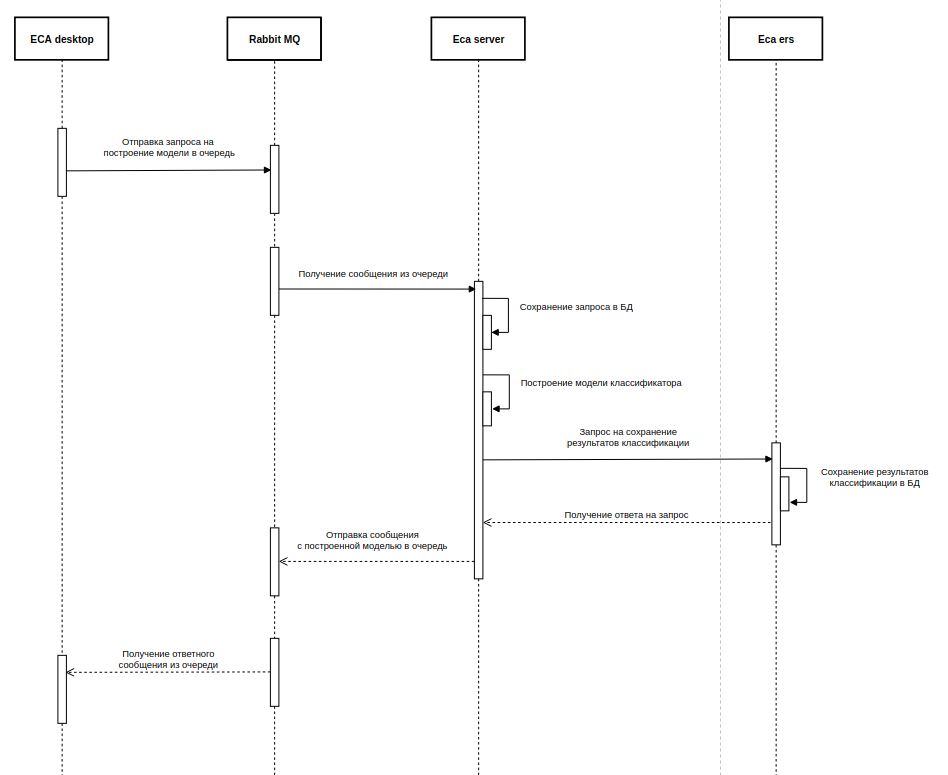 ECA desktop
Rabbit MQ
Eca server
Eca ers
Отправка запроса на
построение модели в очередь
Получение сообщения из очереди
Сохранение запроса в БД
Построение модели классификатора
Запрос на сохранение
результатов классификации
Сохранение результатов
классификации в БД
Получение ответа на запрос
Отправка сообщения
с построенной моделью в очередь
Получение ответного
сообщения из очереди